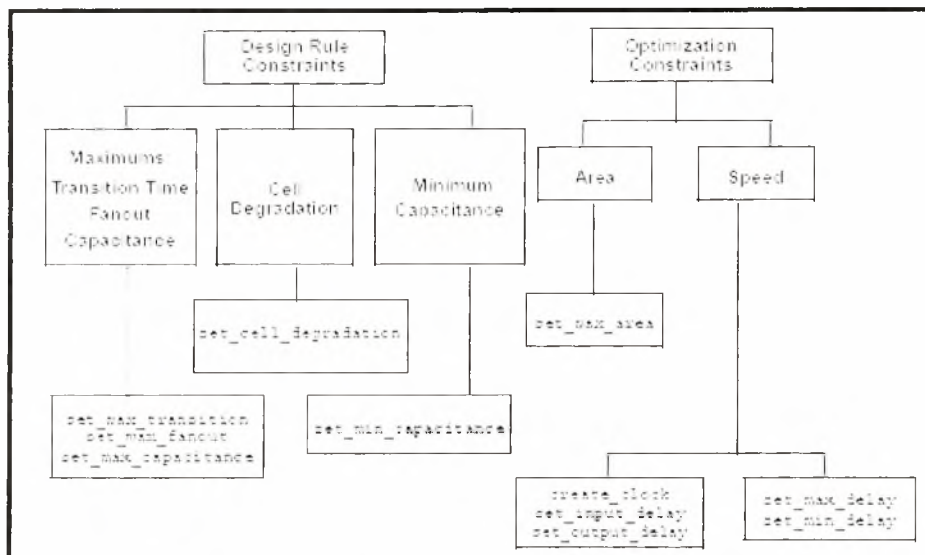 Design Rule
Constraints
Optimization
Constraints
Maximums
Transition Time
Fanout
Capacitance
Cell
Degradation
Minimum
Capacitance
Area
Speed
set_cell_degradation
set_max_area
set_max_transition
set_max_fanout
set_max_capacitance
set_min_capacitance
create_clock
set_input_delay
set_output_delay
set_max_delay
set_min_delay